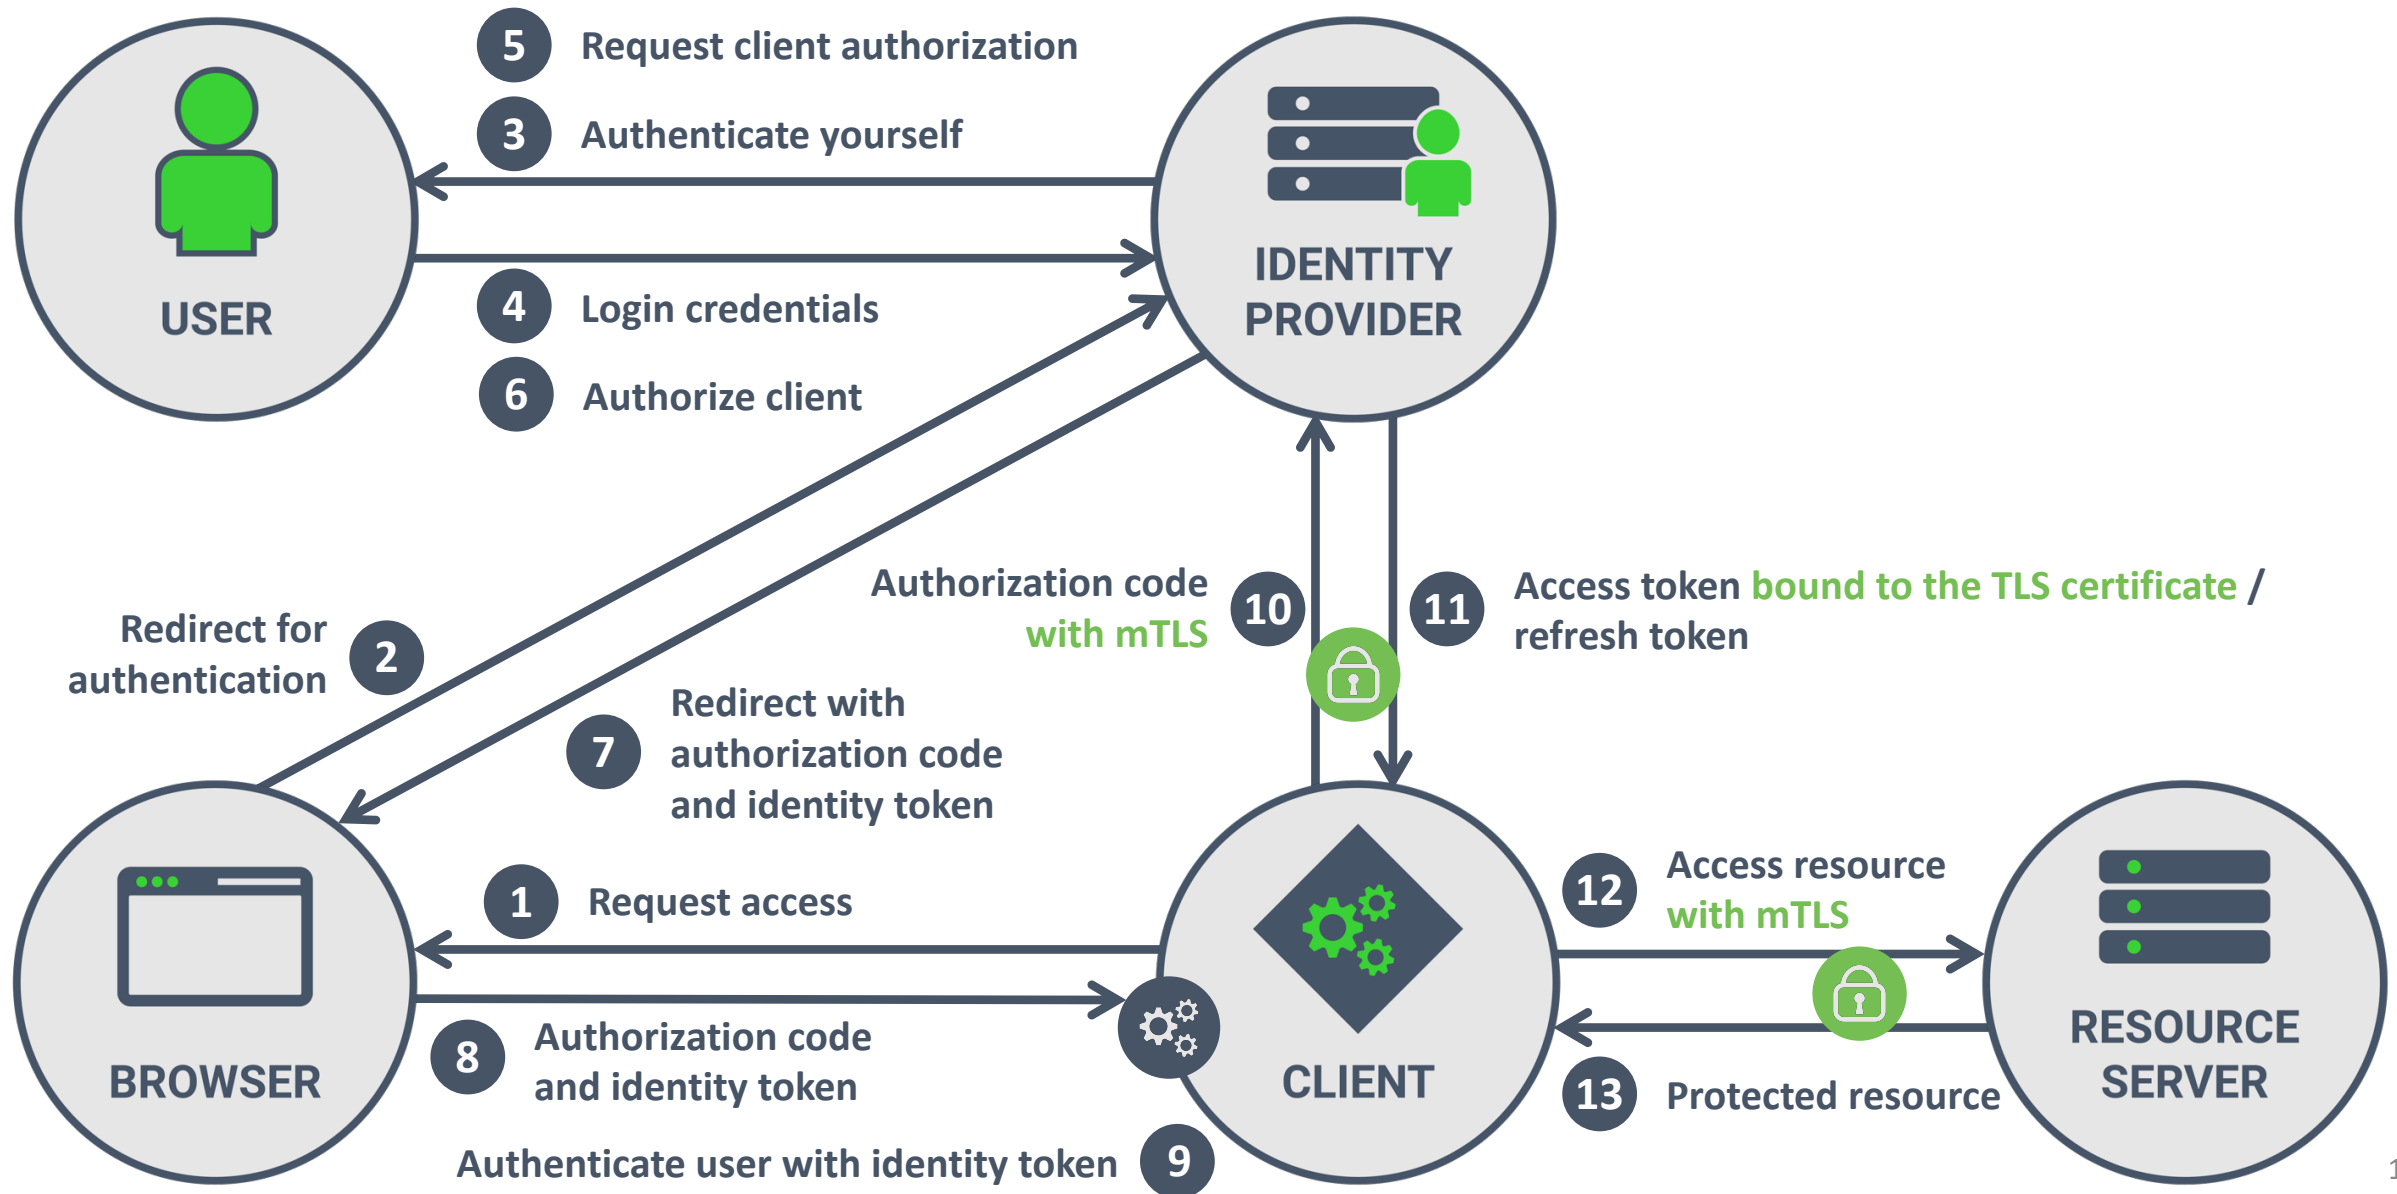 5 Request client authorization
3 Authenticate yourself
4 Login credentials
6 Authorize client
USER
IDENTITY
PROVIDER
Redirect for
authentication
2
7
Redirect with
authorization code
and identity token
Authorization code
with mTLS
10
11
Access token bound to the TLS certificate /
refresh token
1 Request access
8
Authorization code
and identity token
Authenticate user with identity token 9
BROWSER
CLIENT
12
Access resource
with mTLS
13 Protected resource
RESOURCE
SERVER
1